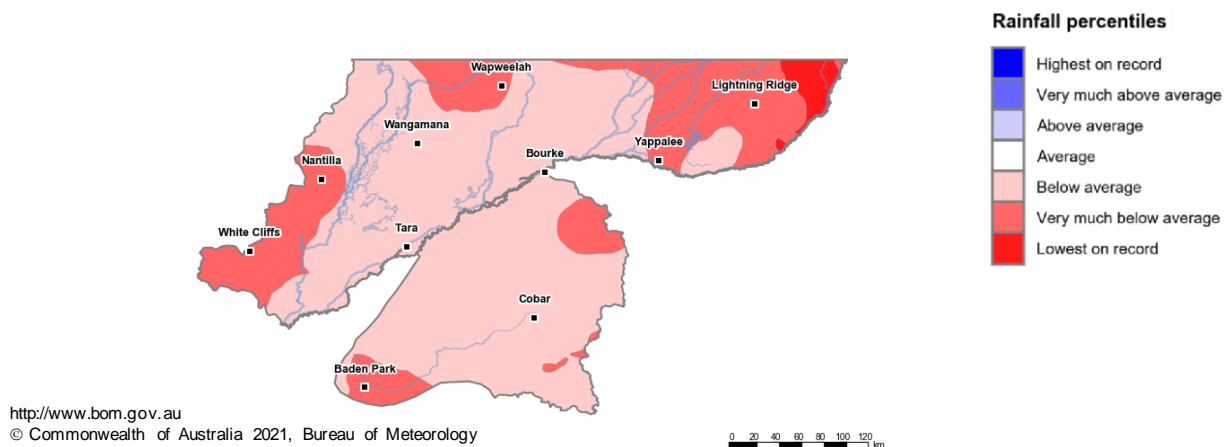 Rainfall percentiles
Highest on record
Very much above average
Above average
Average
Below average
Very much below average
Lowest on record
Wapweelah
Lightning Ridge
Wangamana
Yappalee
Bourke
Nantilla
White Cliffs
Tara
Cobar
Baden Park
http://www.bom.gov.au
© Commonwealth of Australia 2021, Bureau of Meteorology
0 20 40 60 80 100 120
km